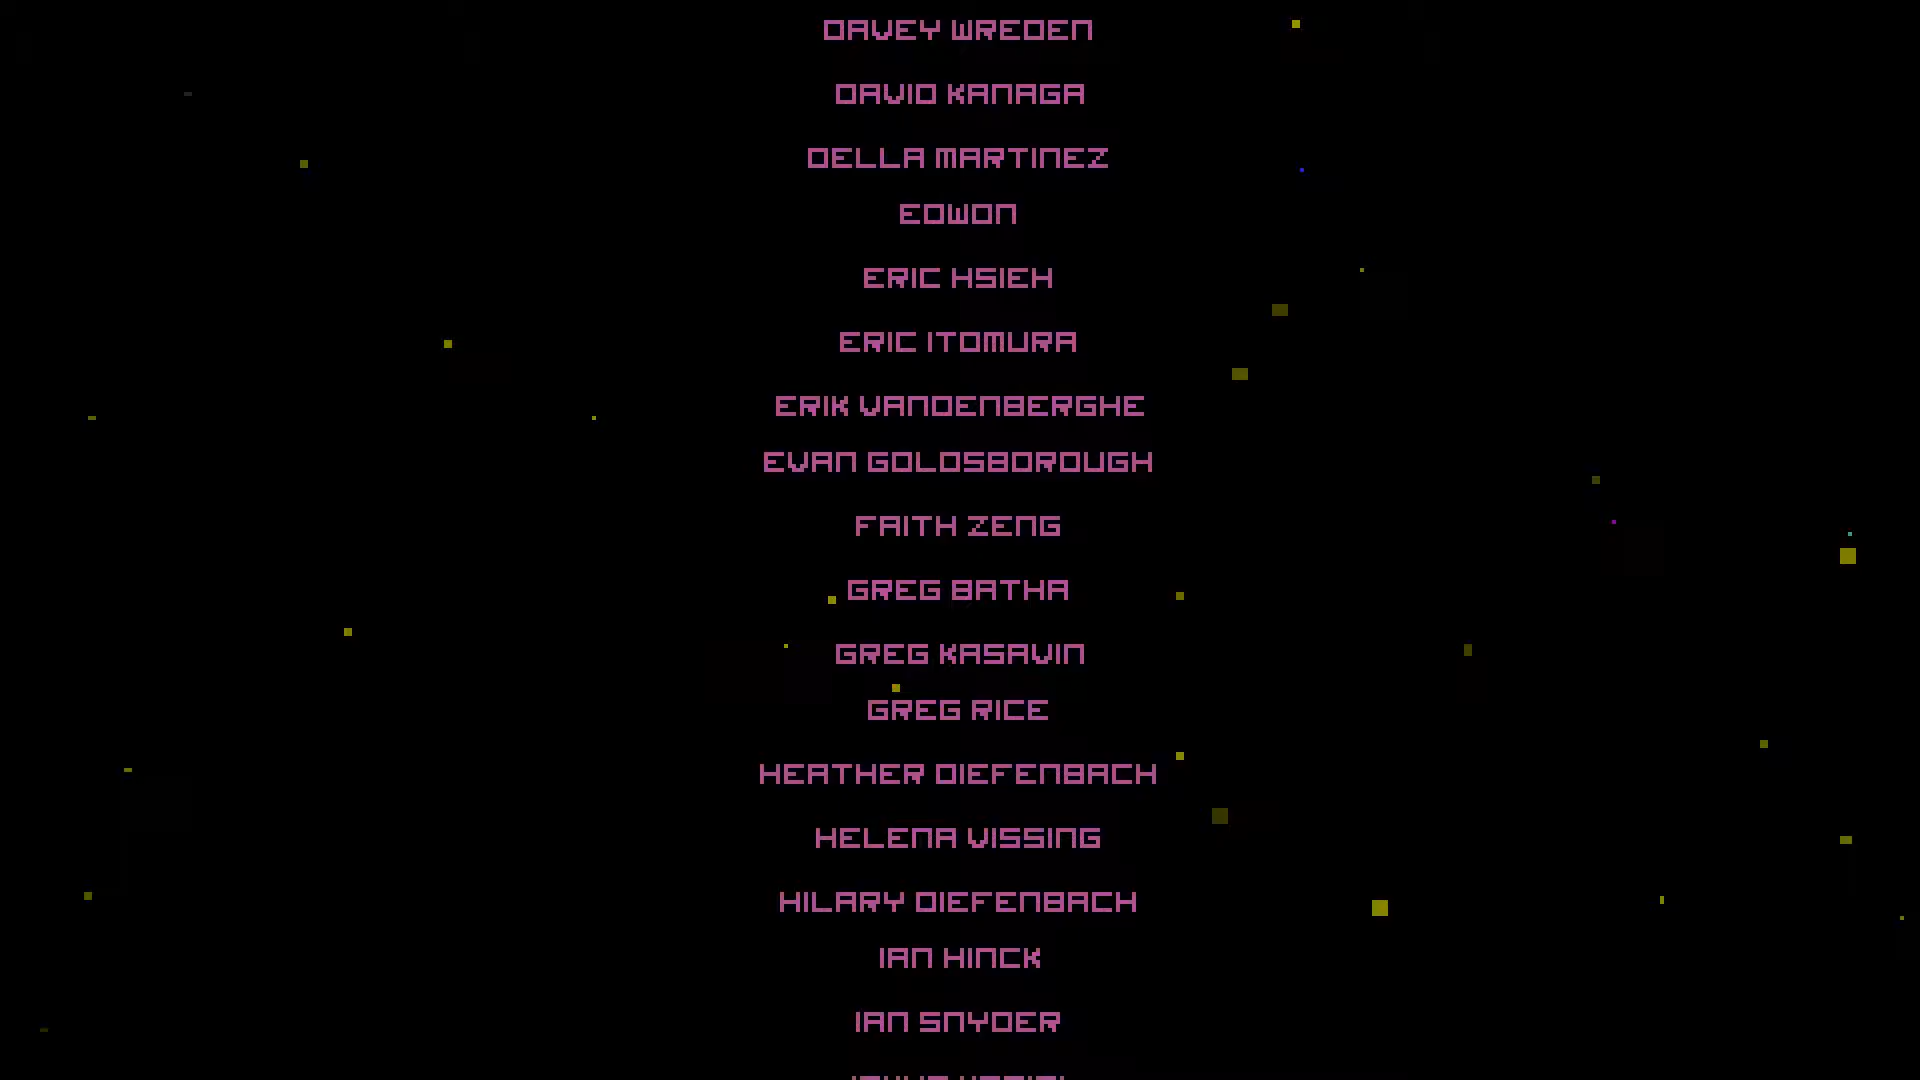 DAVEY WREDEN
DAVID KANAGA
DELLA MARTINEZ
EDWON
ERIC HSIEH
ERIC ITOMURA
ERIK VANDENBERGHE
EVAN GOLDSBOROUGH
FAITH ZENG
GREG BATHA
GREG KASAVIN
GREG RICE
HEATHER DIEFENBACH
HELENA VISSING
HILARY DIEFENBACH
IAN HINCK
IAN SNYDER